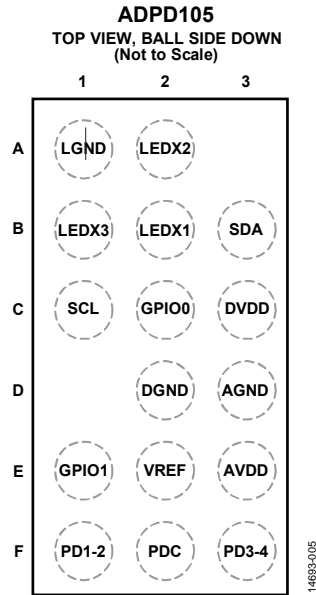 ADPD105
TOP VIEW, BALL SIDE DOWN
(Not to Scale)
1 2 3
A LGND LEDX2
B LEDX3 LEDX1 SDA
C SCL GPIO0 DVDD
D DGND AGND
E GPIO1 VREF AVDD
F PD1-2 PDC PD3-4
14693-005